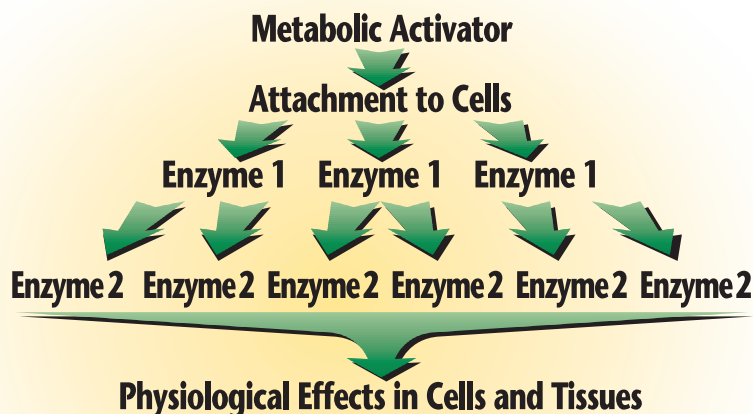 Metabolic Activator
Attachment to Cells
Enzyme 1 Enzyme 1 Enzyme 1
Enzyme 2 Enzyme 2 Enzyme 2 Enzyme 2 Enzyme 2 Enzyme 2
Physiological Effects in Cells and Tissues